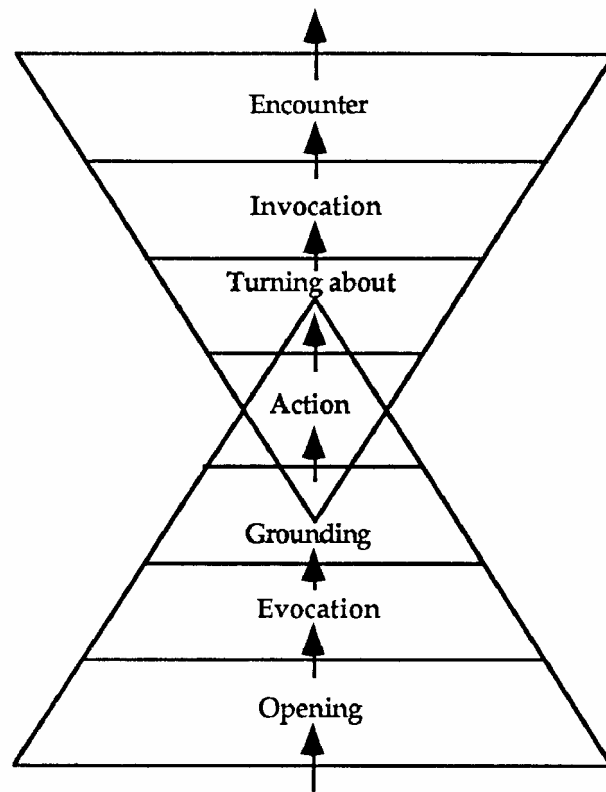 Encounter
Invocation
Turning about
Action
Grounding
Evocation
Opening